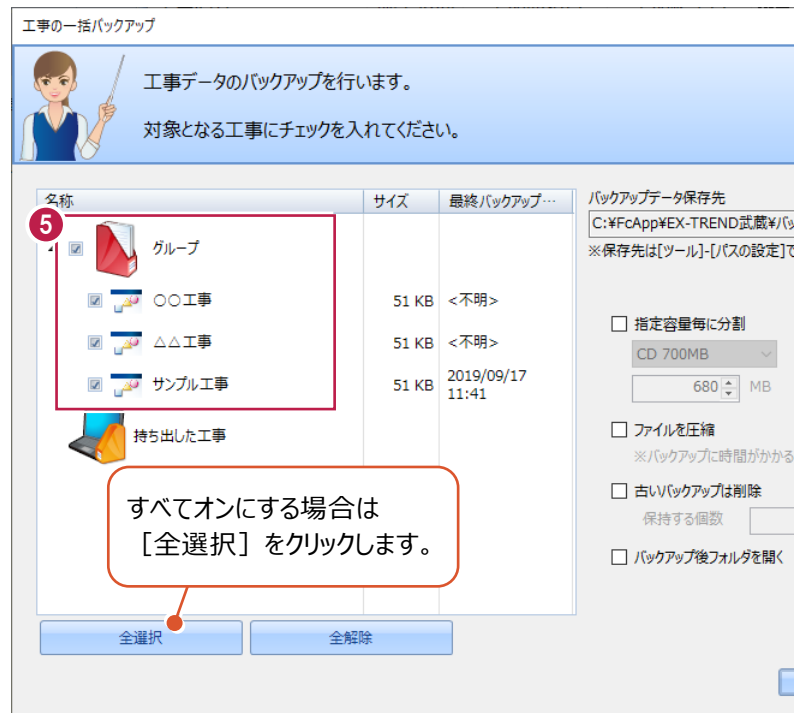 工事の一括バックアップ
工事データのバックアップを行います。
対象となる工事にチェックを入れてください。
名称 サイズ 最終バックアップ…
5
グループ
○○工事 51 KB <不明>
△△工事 51 KB <不明>
サンプル工事 51 KB 2019/09/17
11:41
持ち出した工事
すべてオンにする場合は
[全選択]をクリックします。
全選択 全解除
バックアップデータ保存先
C:¥FcApp¥EX-TREND武蔵¥バッ
※保存先は[ツール]-[パスの設定]で
指定容量毎に分割
CD 700MB
680 MB
ファイルを圧縮
※バックアップに時間がかかる
古いバックアップは削除
保持する個数
バックアップ後フォルダを開く